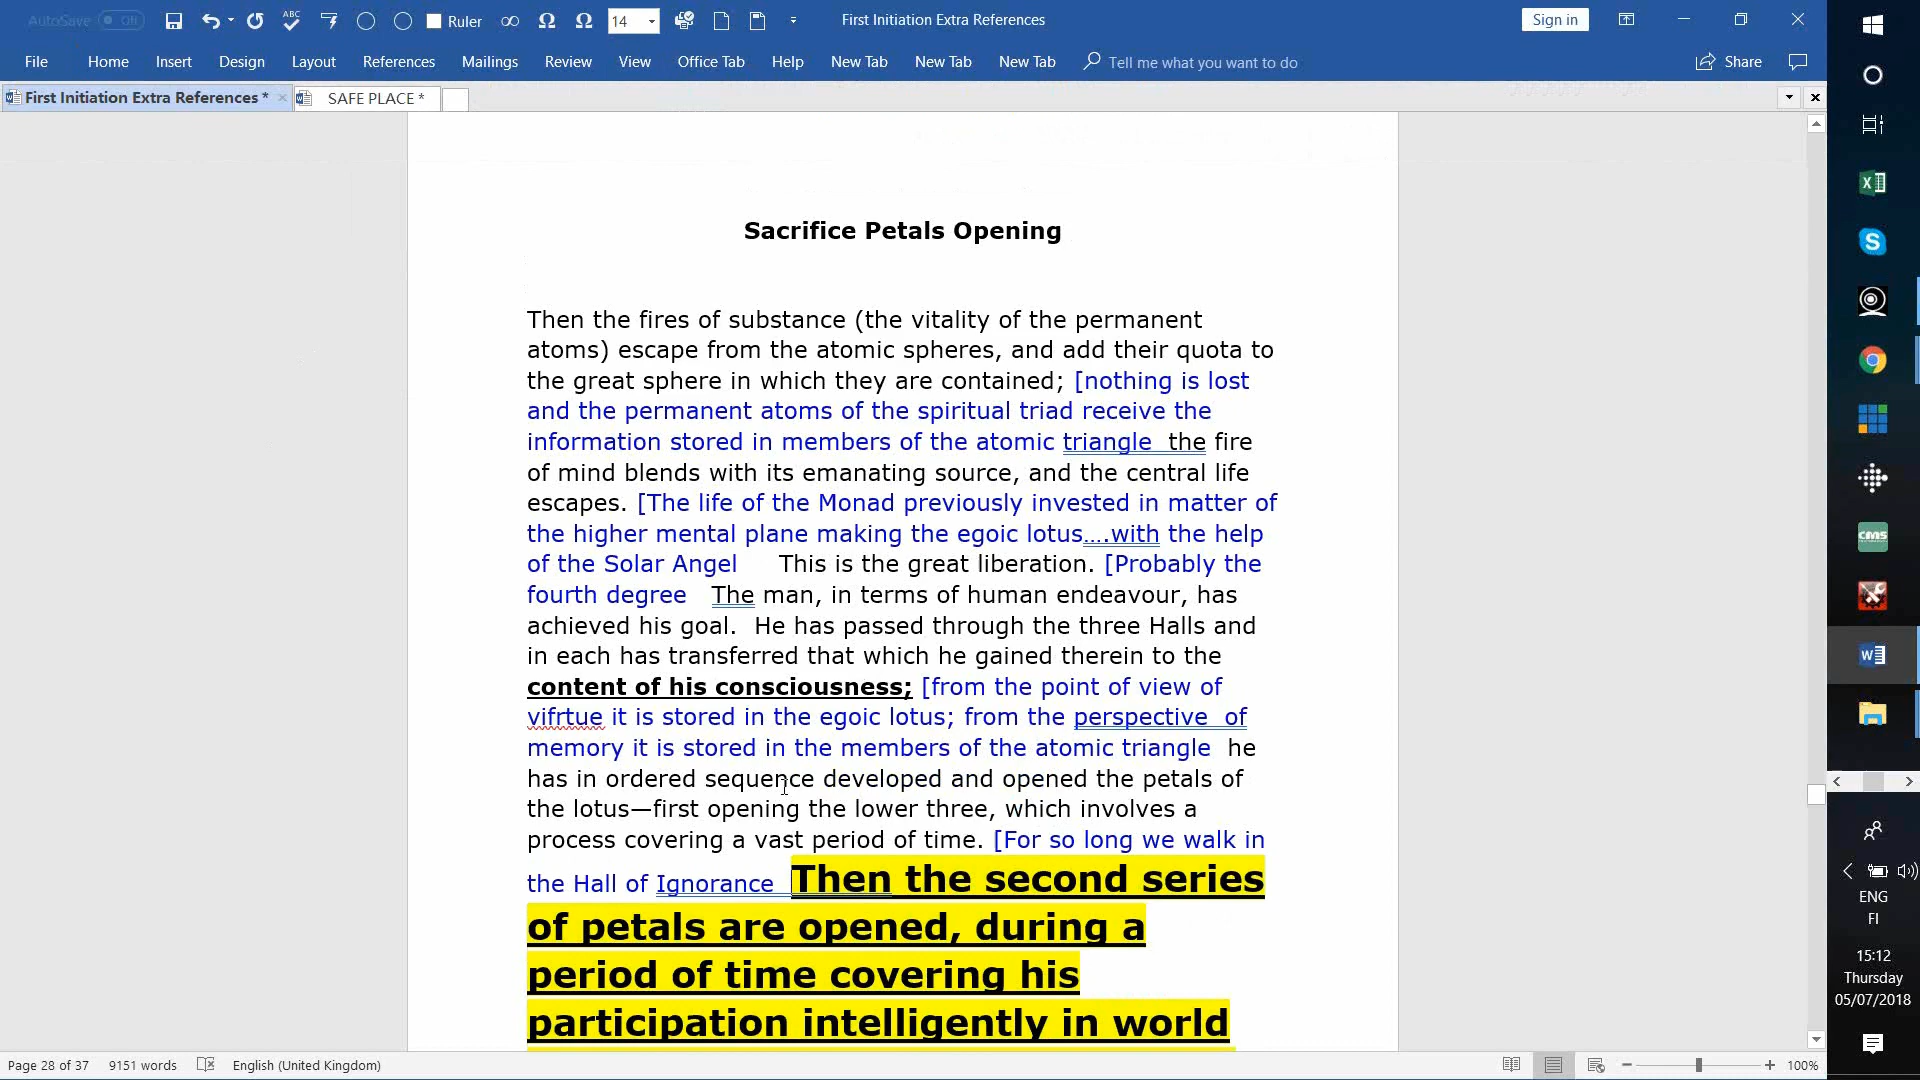 AutoSave Off ABC Ruler ∞ Ω Ω 14 First Initiation Extra References Sign in
File Home Insert Design Layout References Mailings Review View Office Tab Help New Tab New Tab New Tab Tell me what you want to do Share
First Initiation Extra References * SAFE PLACE *
Sacrifice Petals Opening
Then the fires of substance (the vitality of the permanent
atoms) escape from the atomic spheres, and add their quota to
the great sphere in which they are contained; [nothing is lost
and the permanent atoms of the spiritual triad receive the
information stored in members of the atomic triangle the fire
of mind blends with its emanating source, and the central life
escapes. [The life of the Monad previously invested in matter of
the higher mental plane making the egoic lotus….with the help
of the Solar Angel This is the great liberation. [Probably the
fourth degree The man, in terms of human endeavour, has
achieved his goal. He has passed through the three Halls and
in each has transferred that which he gained therein to the
content of his consciousness; [from the point of view of
vifrtue it is stored in the egoic lotus; from the perspective of
memory it is stored in the members of the atomic triangle he
has in ordered sequence developed and opened the petals of
the lotus—first opening the lower three, which involves a
process covering a vast period of time. [For so long we walk in
the Hall of Ignorance Then the second series
of petals are opened, during a
period of time covering his
participation intelligently in world
Page 28 of 37 9151 words English (United Kingdom) 100%
cms
ENG
FI
15:12
Thursday
05/07/2018